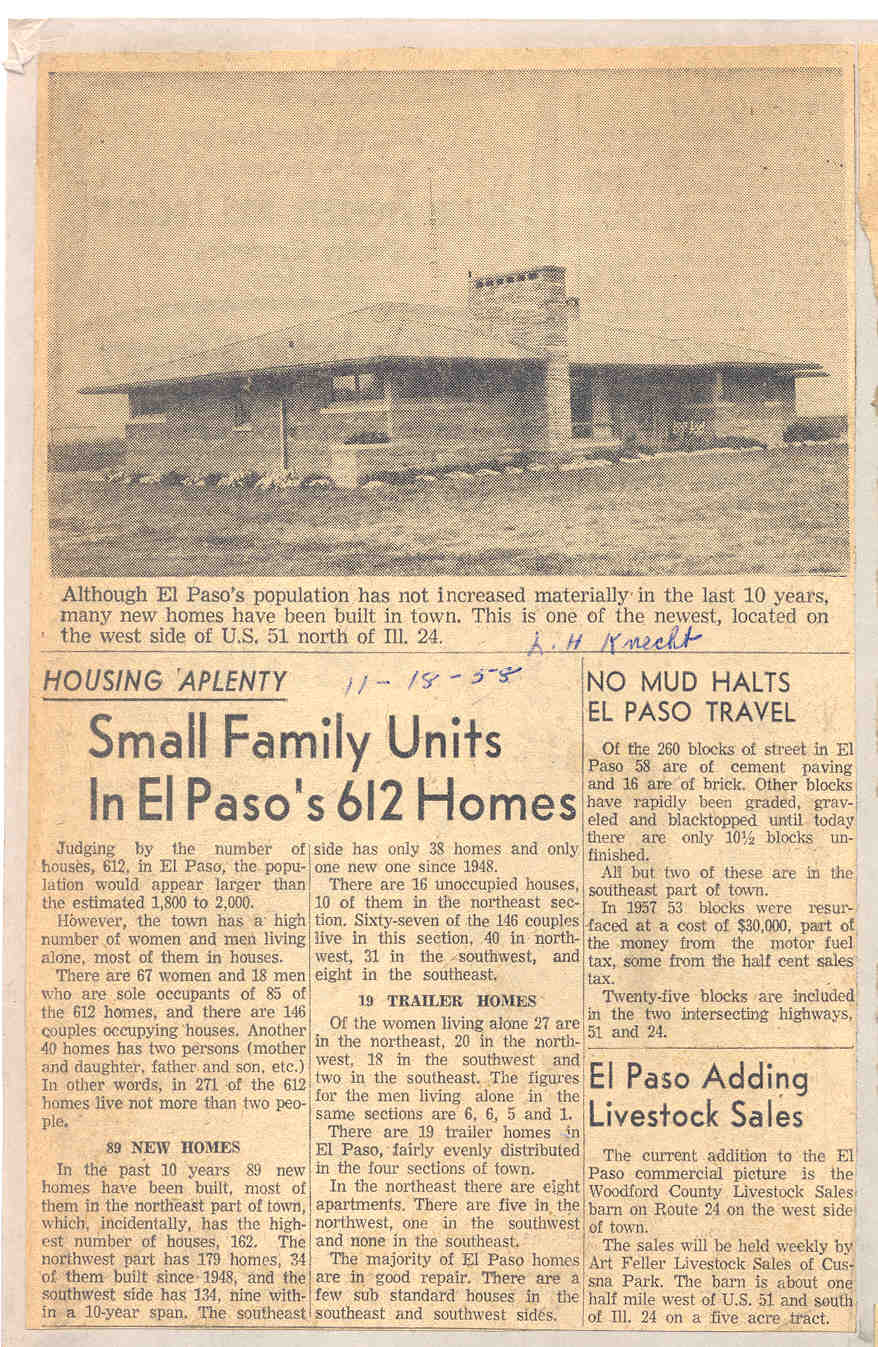 Although El Paso's population has not increased materially in the last 10 years,
many new homes have been built in town. This is one of the newest, located on
the west side of U.S. 51 north of Ill. 24.
L. H Knecht
HOUSING 'APLENTY
11 - 18 - 58
Small Family Units
In El Paso's 612 Homes
Judging by the number of
houses, 612, in El Paso, the popu-
lation would appear larger than
the estimated 1,800 to 2,000.
However, the town has a high
number of women and men living
alone, most of them in houses.
There are 67 women and 18 men
who are sole occupants of 85 of
the 612 homes, and there are 146
couples occupying houses. Another
40 homes has two persons (mother
and daughter, father and son, etc.)
In other words, in 271 of the 612
homes live not more than two peo-
ple.
89 NEW HOMES
In the past 10 years 89 new
homes have been built, most of
them in the northeast part of town,
which, incidentally, has the high-
est number of houses, 162. The
northwest part has 179 homes, 34
of them built since 1948, and the
southwest side has 134, nine with-
in a 10-year span. The southeast
side has only 38 homes and only
one new one since 1948.
There are 16 unoccupied houses,
10 of them in the northeast sec-
tion. Sixty-seven of the 146 couples
live in this section, 40 in north-
west, 31 in the southwest, and
eight in the southeast.
19 TRAILER HOMES
Of the women living alone 27 are
in the northeast, 20 in the north-
west, 18 in the southwest and
two in the southeast. The figures
for the men living alone in the
same sections are 6, 6, 5 and 1.
There are 19 trailer homes in
El Paso, fairly evenly distributed
in the four sections of town.
In the northeast there are eight
apartments. There are five in the
northwest, one in the southwest
and none in the southeast.
The majority of El Paso homes
are in good repair. There are a
few sub standard houses in the
southeast and southwest sides.
NO MUD HALTS
EL PASO TRAVEL
Of the 260 blocks of street in El
Paso 58 are of cement paving
and 16 are of brick. Other blocks
have rapidly been graded, grav-
eled and blacktopped until today
there are only 10½ blocks un-
finished.
All but two of these are in the
southeast part of town.
In 1957 53 blocks were resur-
faced at a cost of $30,000, part of
the money from the motor fuel
tax, some from the half cent sales
tax.
Twenty-five blocks are included
in the two intersecting highways,
51 and 24.
El Paso Adding
Livestock Sales
The current addition to the El
Paso commercial picture is the
Woodford County Livestock Sales
barn on Route 24 on the west side
of town.
The sales will be held weekly by
Art Feller Livestock Sales of Cus-
sna Park. The barn is about one
half mile west of U.S. 51 and south
of Ill. 24 on a five acre tract.